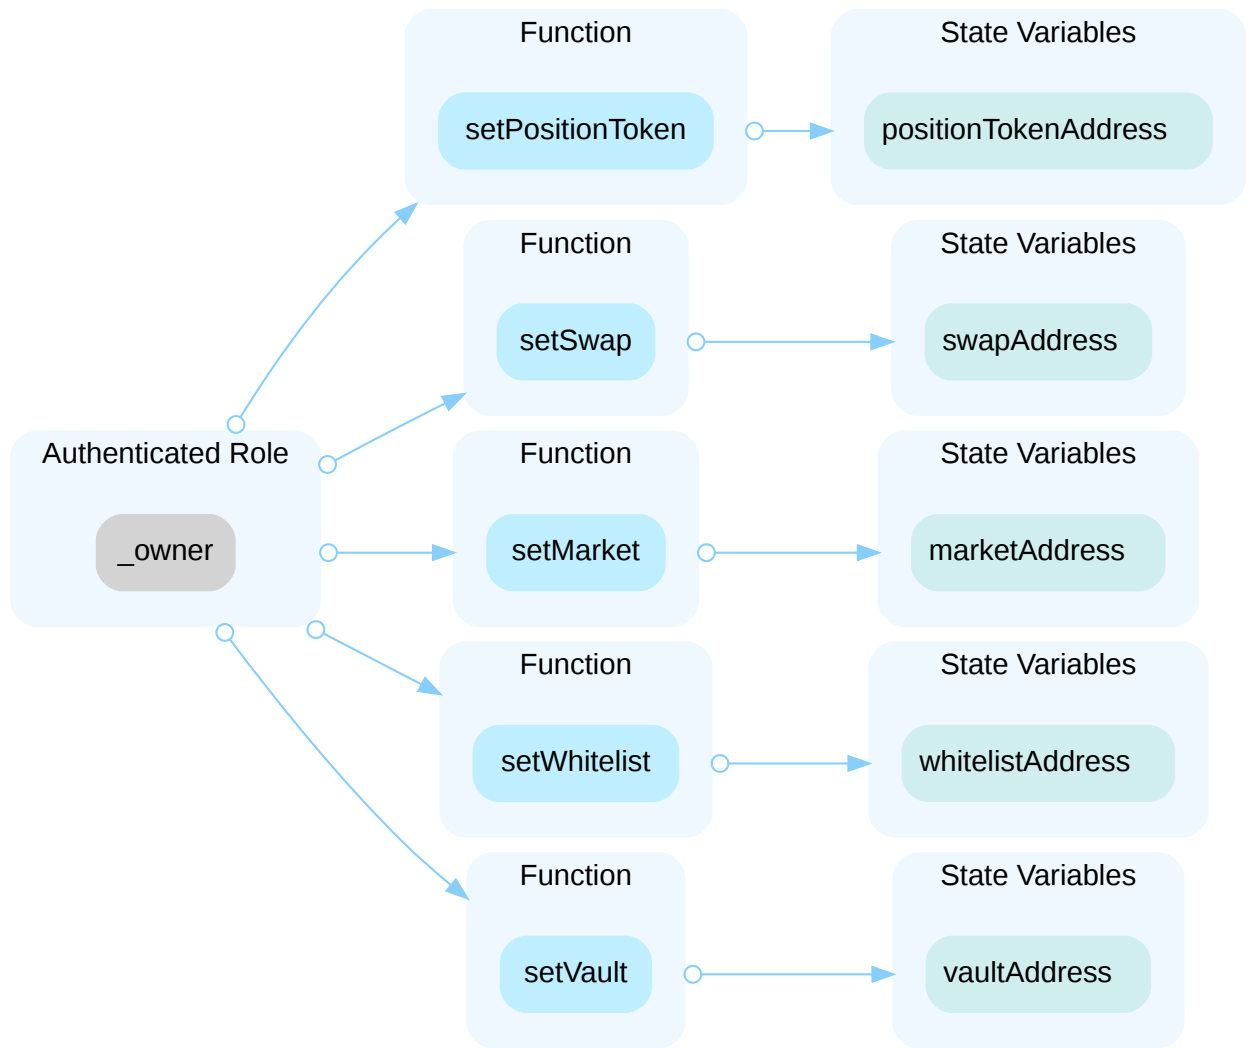 Function
State Variables
setPositionToken
positionTokenAddress
Function
State Variables
setSwap
swapAddress
Authenticated Role
_owner
Function
State Variables
setMarket
marketAddress
Function
State Variables
setWhitelist
whitelistAddress
Function
State Variables
setVault
vaultAddress